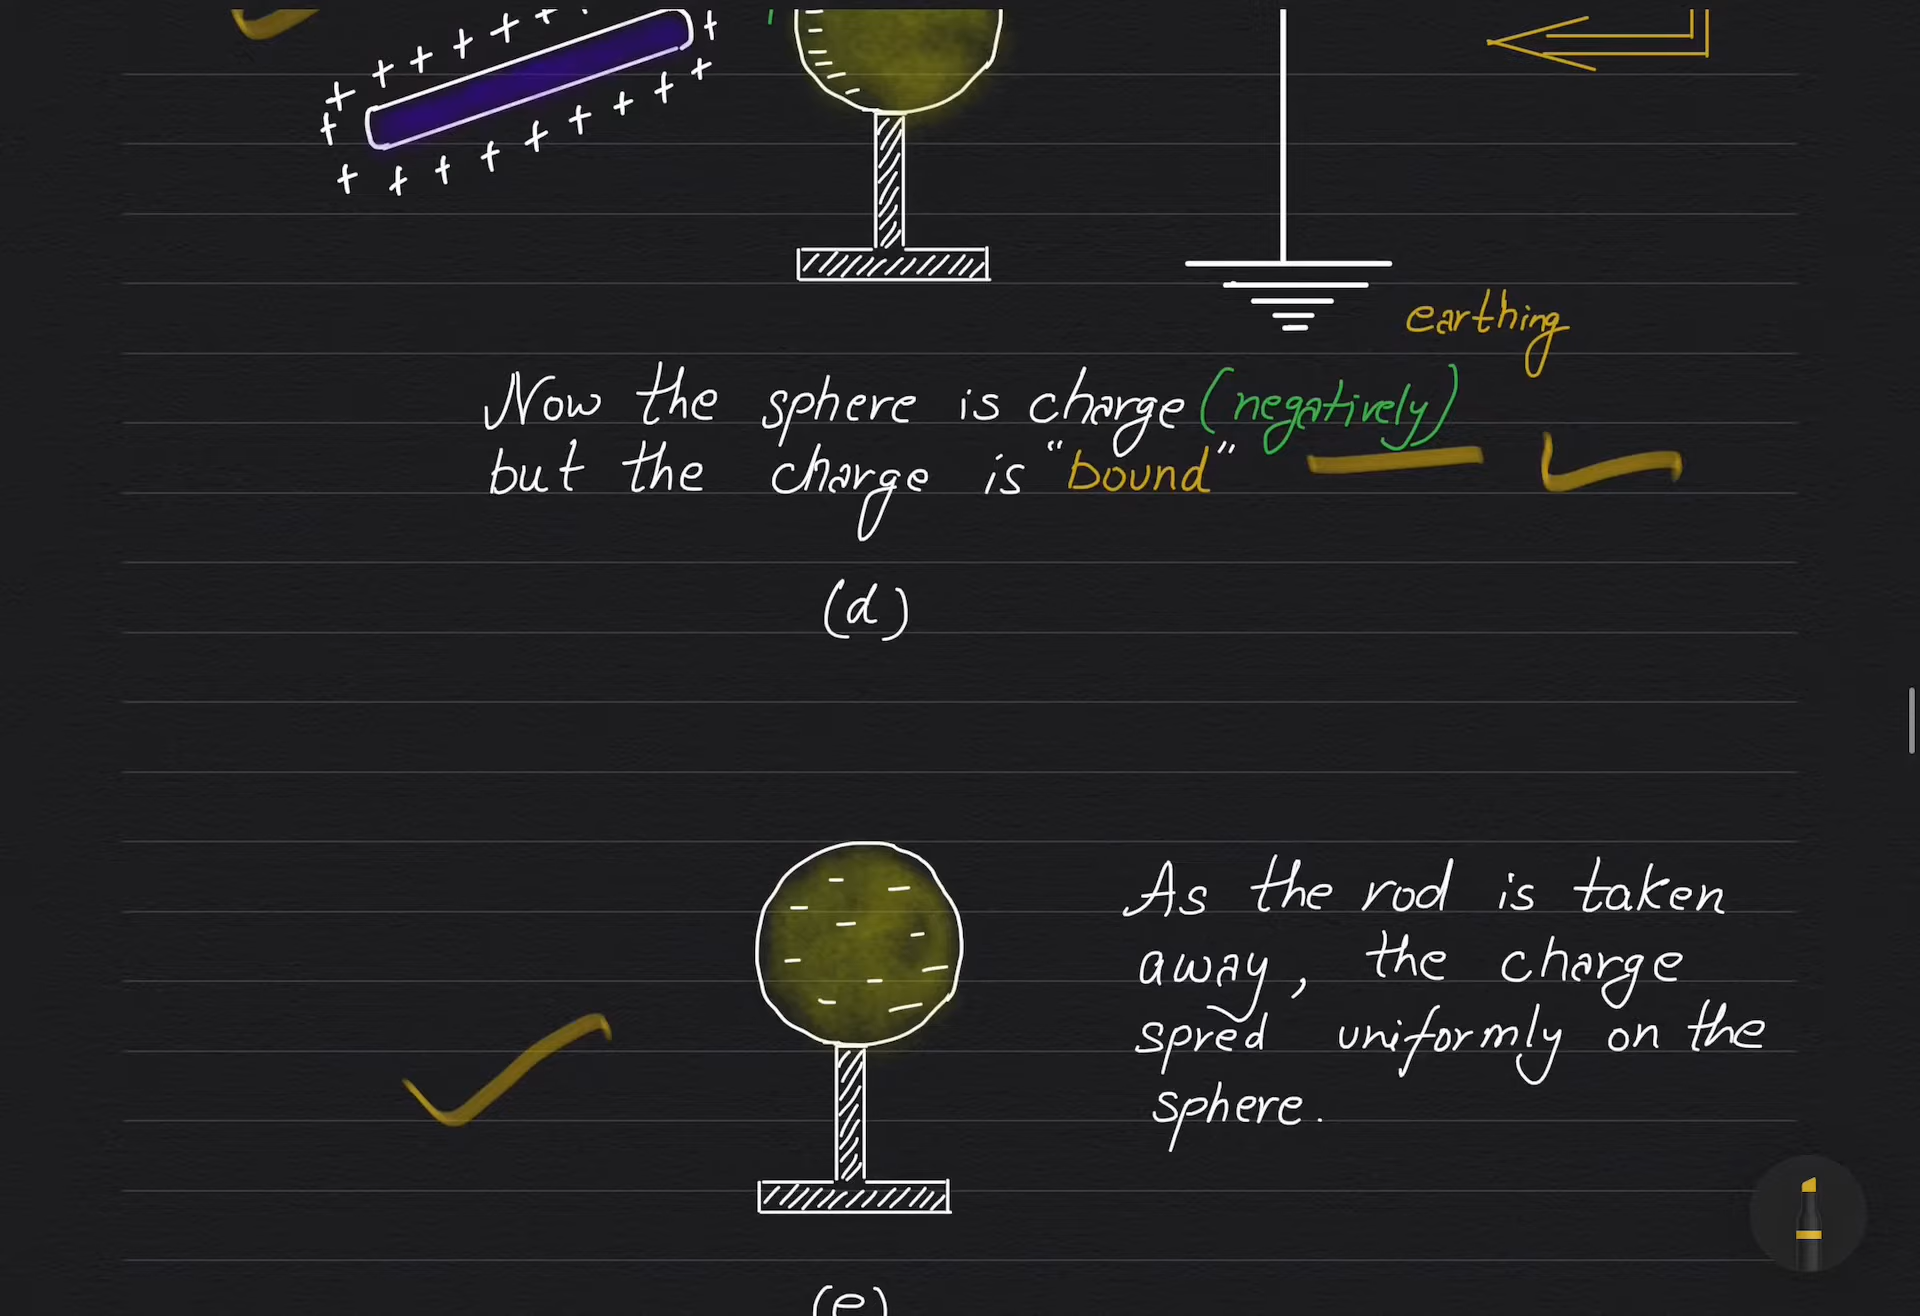 earthing
Now the sphere is charge (negatively)
but the charge is "bound"
(d)
As the rod is taken
away, the charge
spred uniformly on the
sphere.
(e)